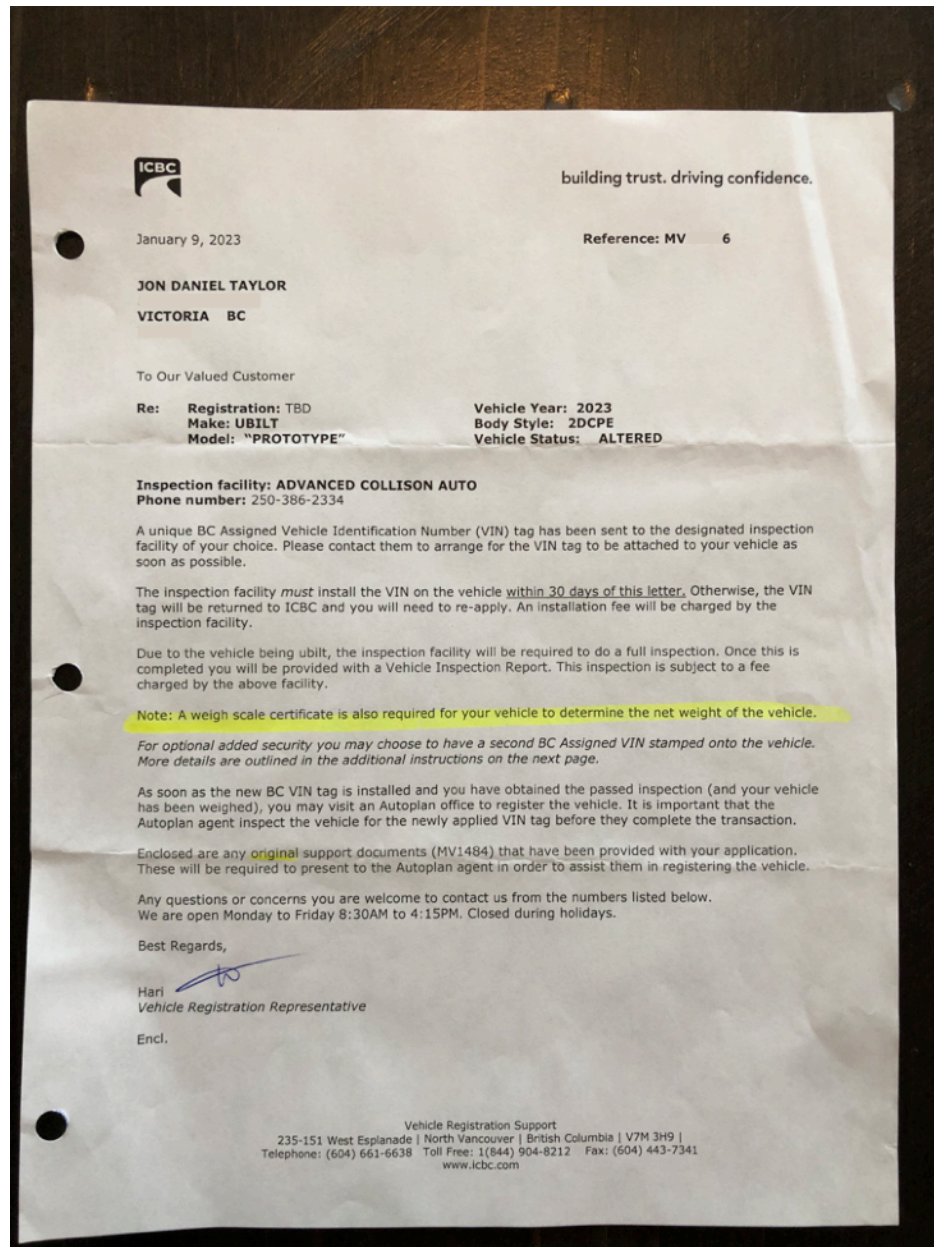 ICBC
building trust. driving confidence.
January 9, 2023
Reference: MV 6
JON DANIEL TAYLOR
VICTORIA BC
To Our Valued Customer
Re: Registration: TBD
Make: UBILT
Model: "PROTOTYPE"
Vehicle Year: 2023
Body Style: 2DCPE
Vehicle Status: ALTERED
Inspection facility: ADVANCED COLLISON AUTO
Phone number: 250-386-2334
A unique BC Assigned Vehicle Identification Number (VIN) tag has been sent to the designated inspection
facility of your choice. Please contact them to arrange for the VIN tag to be attached to your vehicle as
soon as possible.
The inspection facility must install the VIN on the vehicle within 30 days of this letter. Otherwise, the VIN
tag will be returned to ICBC and you will need to re-apply. An installation fee will be charged by the
inspection facility.
Due to the vehicle being ubilt, the inspection facility will be required to do a full inspection. Once this is
completed you will be provided with a Vehicle Inspection Report. This inspection is subject to a fee
charged by the above facility.
Note: A weigh scale certificate is also required for your vehicle to determine the net weight of the vehicle.
For optional added security you may choose to have a second BC Assigned VIN stamped onto the vehicle.
More details are outlined in the additional instructions on the next page.
As soon as the new BC VIN tag is installed and you have obtained the passed inspection (and your vehicle
has been weighed), you may visit an Autoplan office to register the vehicle. It is important that the
Autoplan agent inspect the vehicle for the newly applied VIN tag before they complete the transaction.
Enclosed are any original support documents (MV1484) that have been provided with your application.
These will be required to present to the Autoplan agent in order to assist them in registering the vehicle.
Any questions or concerns you are welcome to contact us from the numbers listed below.
We are open Monday to Friday 8:30AM to 4:15PM. Closed during holidays.
Best Regards,
Hari
Vehicle Registration Representative
Encl.
Vehicle Registration Support
235-151 West Esplanade | North Vancouver | British Columbia | V7M 3H9 |
Telephone: (604) 661-6638 Toll Free: 1(844) 904-8212 Fax: (604) 443-7341
www.icbc.com